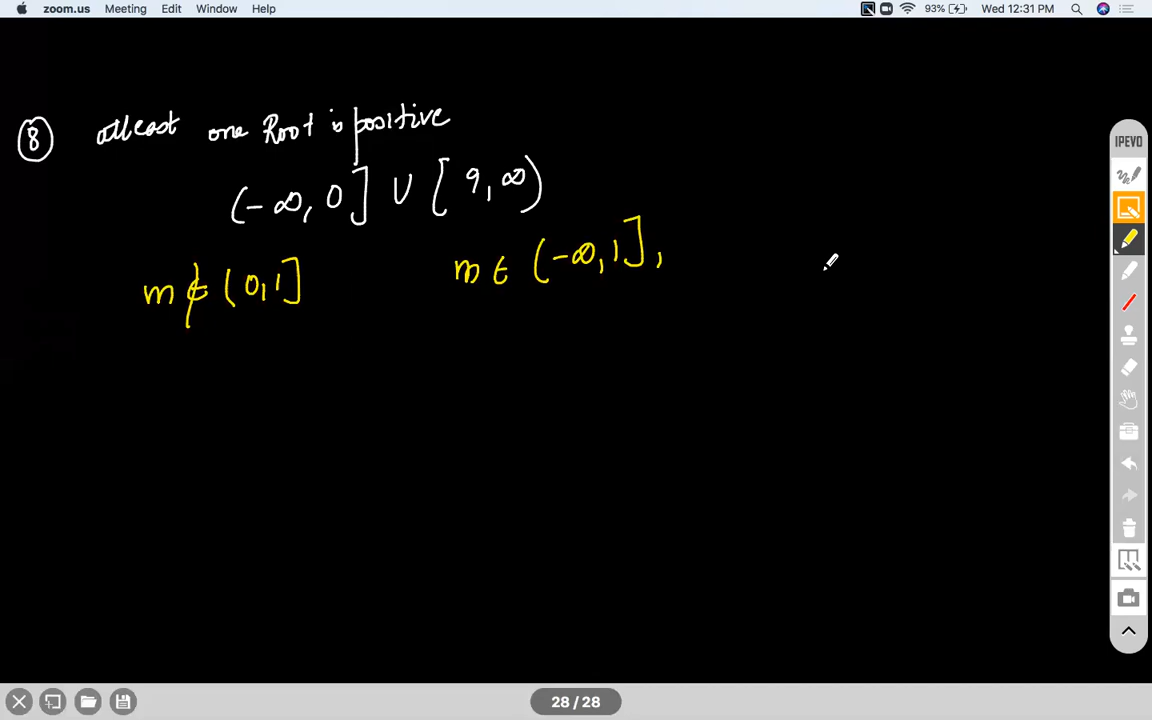 zoom.us Meeting Edit Window Help 93% Wed 12:31 PM
8 atleast one Root is positive
(-∞, 0] ∪ [9, ∞)
m ∉ (0,1] m ∈ (-∞, 1],
IPEVO
28 / 28